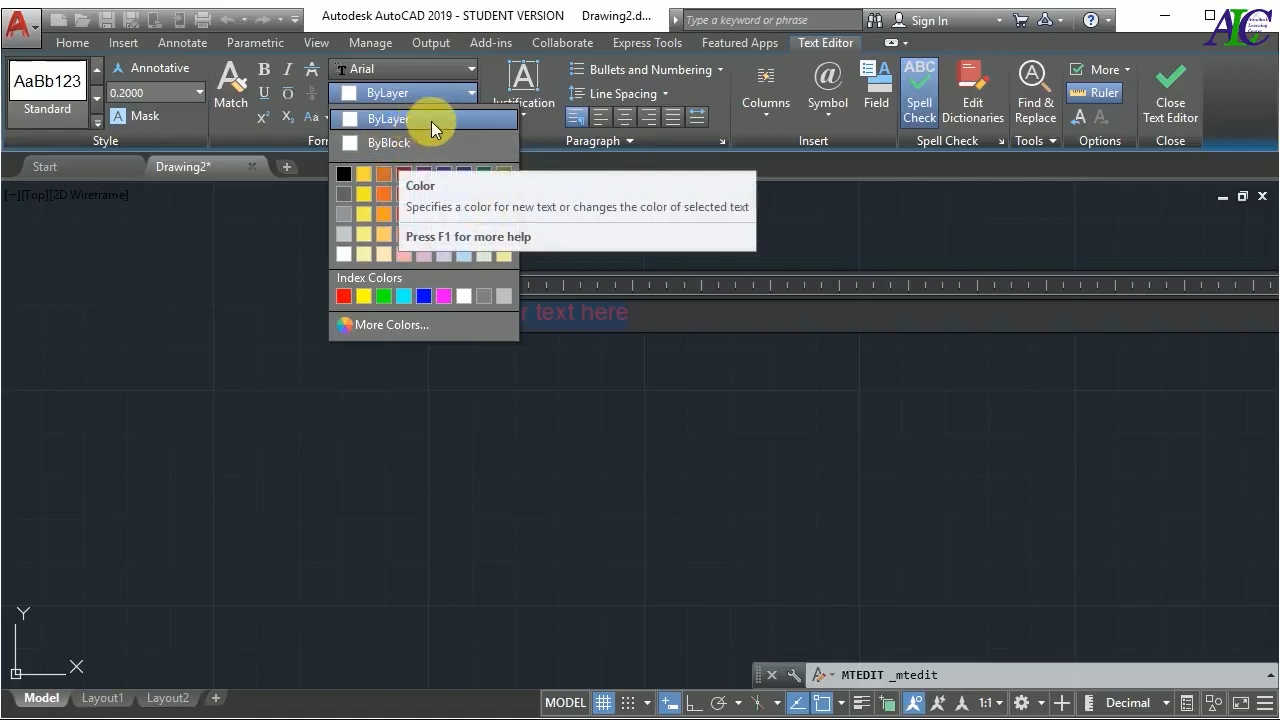 Autodesk AutoCAD 2019 - STUDENT VERSION Drawing2.d... Type a keyword or phrase Sign In
Home Insert Annotate Parametric View Manage Output Add-ins Collaborate Express Tools Featured Apps Text Editor
AaBb123
Standard
Annotative
0.2000
Mask
Match
Arial
ByLayer
Bullets and Numbering
Line Spacing
Columns Symbol Field
Spell
Check
Edit
Dictionaries
Find &
Replace
More
Ruler
Close
Text Editor
Style Paragraph Insert Spell Check Tools Options Close
ByLayer
ByBlock
Start Drawing2*
[−][Top][2D Wireframe]
Color
Specifies a color for new text or changes the color of selected text
Press F1 for more help
Index Colors
More Colors...
text here
Y
X
MTEDIT _mtedit
Model Layout1 Layout2 MODEL 1:1 Decimal